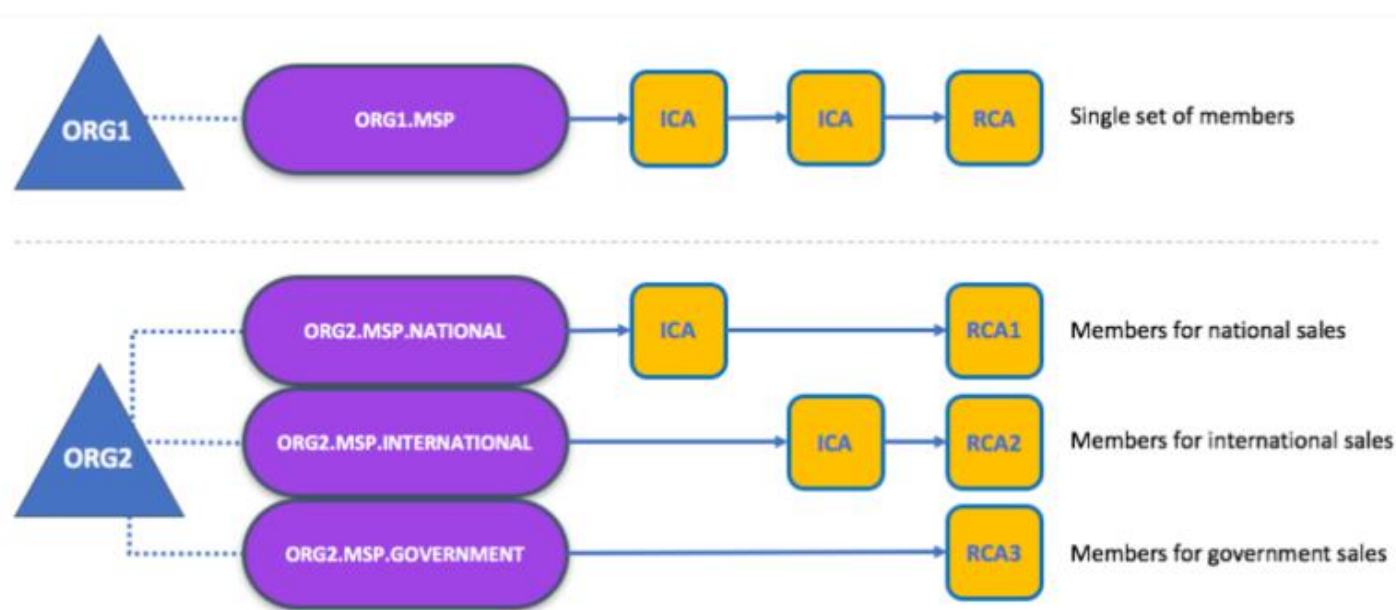 ORG1
ORG1.MSP
ICA
ICA
RCA
Single set of members
ORG2.MSP.NATIONAL
ICA
RCA1
Members for national sales
ORG2
ORG2.MSP.INTERNATIONAL
ICA
RCA2
Members for international sales
ORG2.MSP.GOVERNMENT
RCA3
Members for government sales